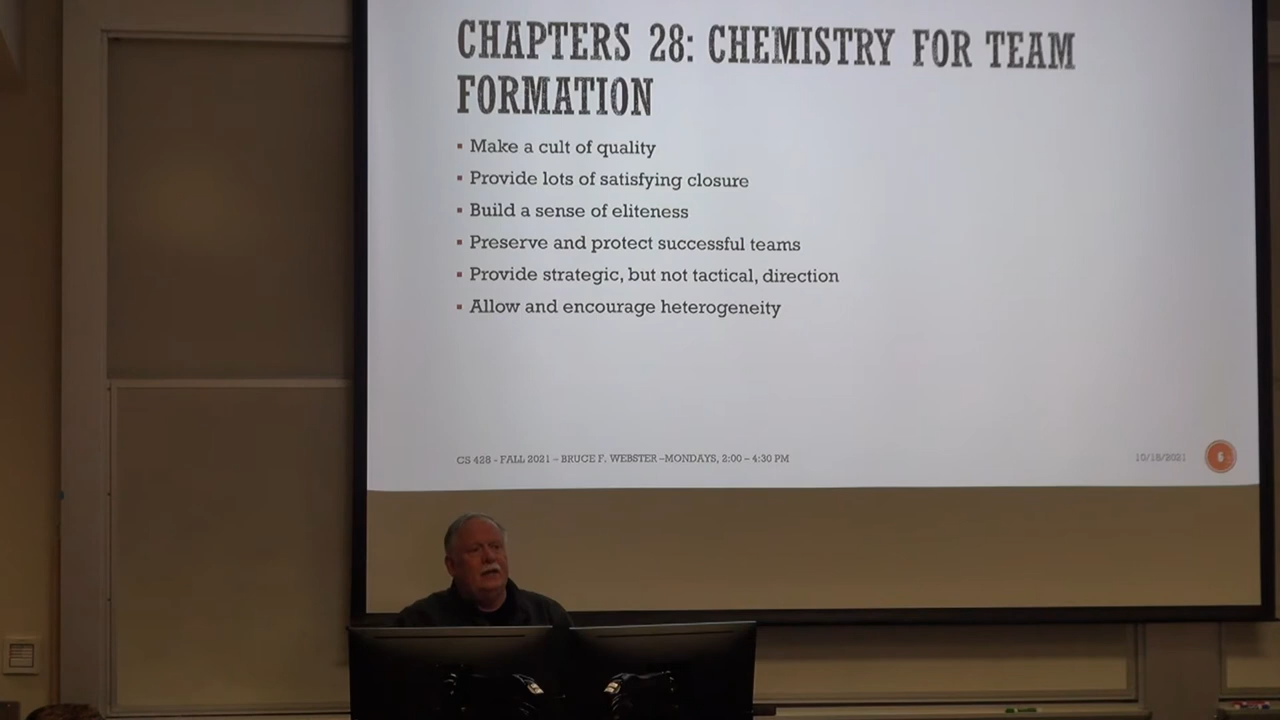 CHAPTERS 28: CHEMISTRY FOR TEAM
FORMATION
▪ Make a cult of quality
▪ Provide lots of satisfying closure
▪ Build a sense of eliteness
▪ Preserve and protect successful teams
▪ Provide strategic, but not tactical, direction
▪ Allow and encourage heterogeneity
CS 428 - FALL 2021 – BRUCE F. WEBSTER –MONDAYS, 2:00 – 4:30 PM
10/18/2021
6